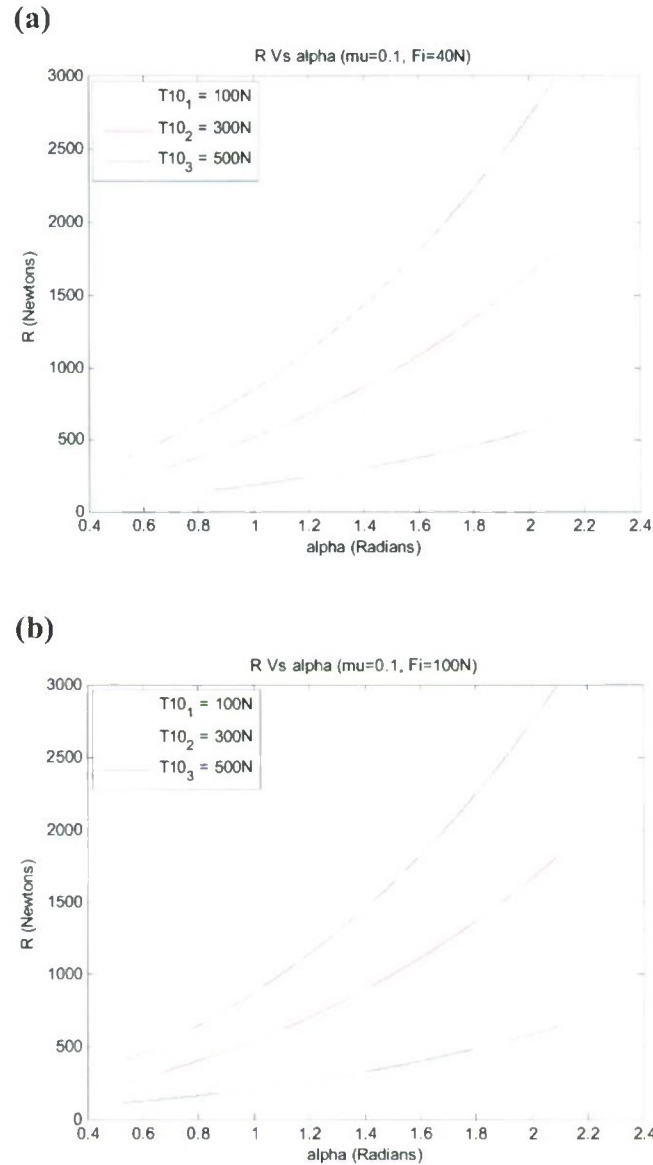 (a)
R Vs alpha (mu=0.1, Fi=40N)
3000
2500
2000
1500
1000
500
0
R (Newtons)
T10₁ = 100N
T10₂ = 300N
T10₃ = 500N
0.4 0.6 0.8 1 1.2 1.4 1.6 1.8 2 2.2 2.4
alpha (Radians)
(b)
R Vs alpha (mu=0.1, Fi=100N)
3000
2500
2000
1500
1000
500
0
R (Newtons)
T10₁ = 100N
T10₂ = 300N
T10₃ = 500N
0.4 0.6 0.8 1 1.2 1.4 1.6 1.8 2 2.2 2.4
alpha (Radians)